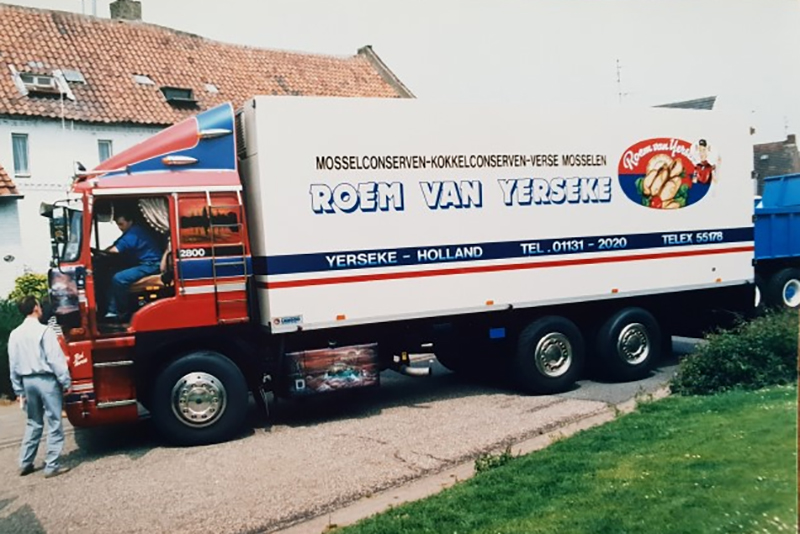 MOSSELCONSERVEN-KOKKELCONSERVEN-VERSE MOSSELEN
ROEM VAN YERSEKE
Roem van Yerseke
YERSEKE - HOLLAND TEL. 01131 - 2020 TELEX 55178
2800